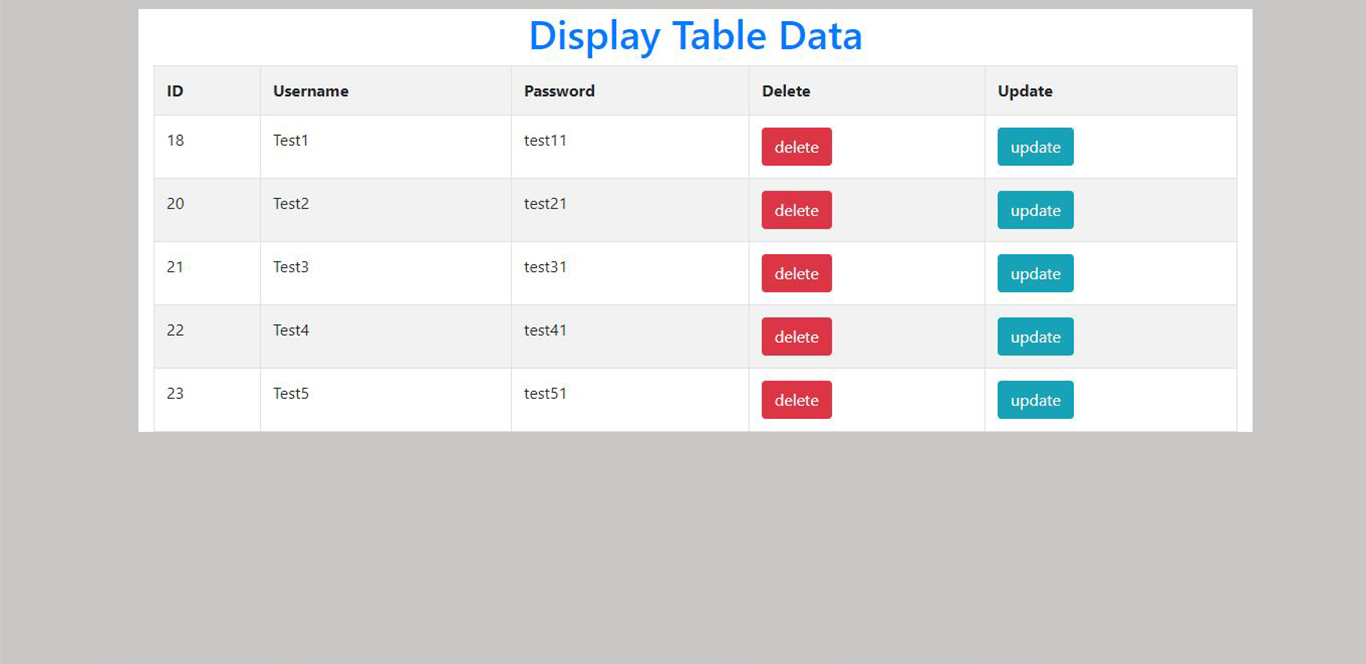 Display Table Data
ID Username Password Delete Update
18 Test1 test11 delete update
20 Test2 test21 delete update
21 Test3 test31 delete update
22 Test4 test41 delete update
23 Test5 test51 delete update